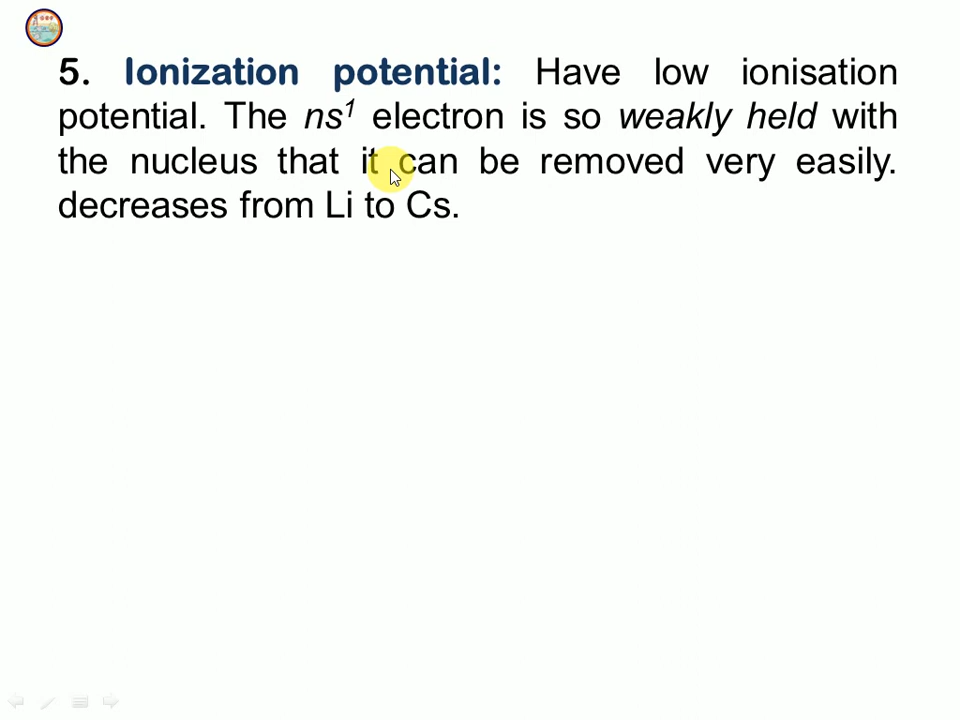 5. Ionization potential: Have low ionisation
potential. The ns¹ electron is so weakly held with
the nucleus that it can be removed very easily.
decreases from Li to Cs.